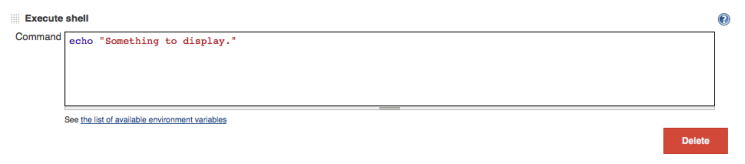 Execute shell
Command
echo "Something to display."
See the list of available environment variables
Delete